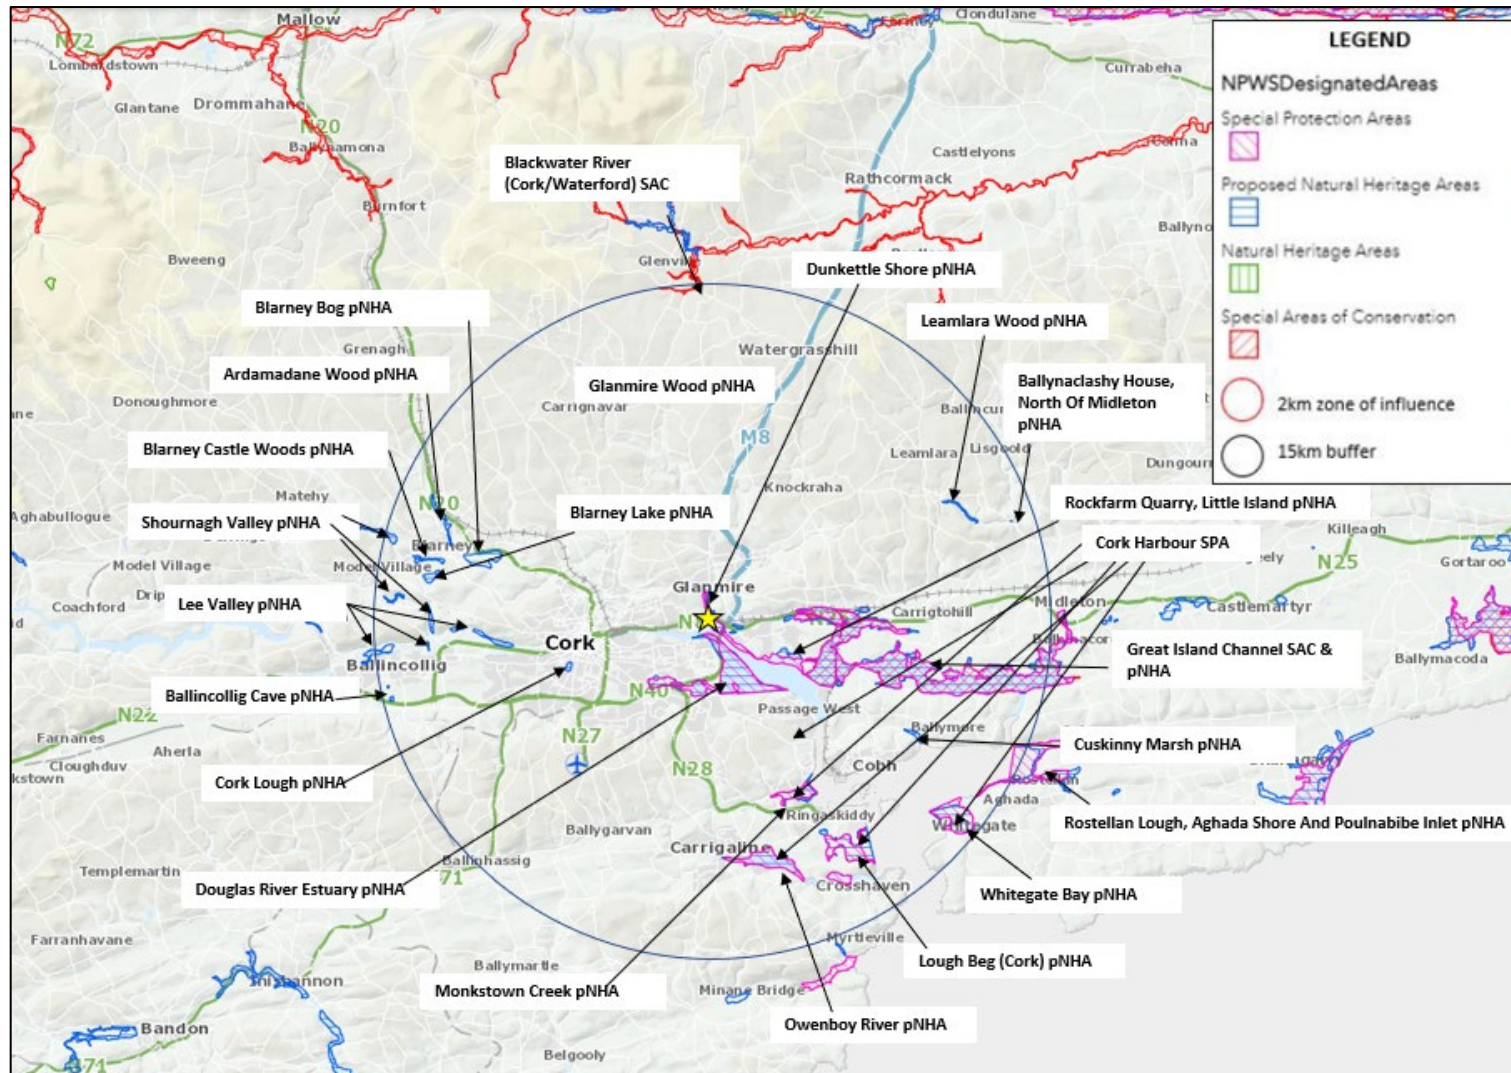 Mallow
N72
Clondulane
Fermoy
N72
Lombardstown
LEGEND
NPWSDesignatedAreas
Special Protection Areas
Proposed Natural Heritage Areas
Natural Heritage Areas
Special Areas of Conservation
2km zone of influence
15km buffer
Glantane
Drommahane
Currabeha
N20
Ballynamona
Castlelyons
Conna
Blackwater River
(Cork/Waterford) SAC
Rathcormack
Burnfort
Bweeng
Glenville
Dunkettle Shore pNHA
Blarney Bog pNHA
Leamlara Wood pNHA
Grenagh
Watergrasshill
Ardamadane Wood pNHA
Glanmire Wood pNHA
Ballynaclashy House,
North Of Midleton
pNHA
Donoughmore
Carrignavar
M8
Blarney Castle Woods pNHA
Leamlara
Lisgoold
Dungourn
Matehy
N20
Knockraha
Rockfarm Quarry, Little Island pNHA
Aghabullogue
Shournagh Valley pNHA
Blarney Lake pNHA
Killeagh
Blarney
Cork Harbour SPA
Model Village
Model Village
N25
Gortaroo
Glanmire
Coachford
Lee Valley pNHA
Carrigtohill
Midleton
Castlemartyr
Cork
Ballincollig
Great Island Channel SAC &
pNHA
Ballymacoda
Ballincollig Cave pNHA
N40
Passage West
N22
Ballymore
Farnanes
Aherla
N27
Cuskinny Marsh pNHA
Cloughduv
N28
Cobh
Cork Lough pNHA
Rostellan
Aghada
Ringaskiddy
Whitegate
Rostellan Lough, Aghada Shore And Poulnabibe Inlet pNHA
Ballygarvan
Carrigaline
Ballinhassig
Templemartin
N71
Douglas River Estuary pNHA
Crosshaven
Whitegate Bay pNHA
Farranhavane
Myrtleville
Ballymartle
Lough Beg (Cork) pNHA
Monkstown Creek pNHA
Minane Bridge
Owenboy River pNHA
Bandon
Belgooly
N71